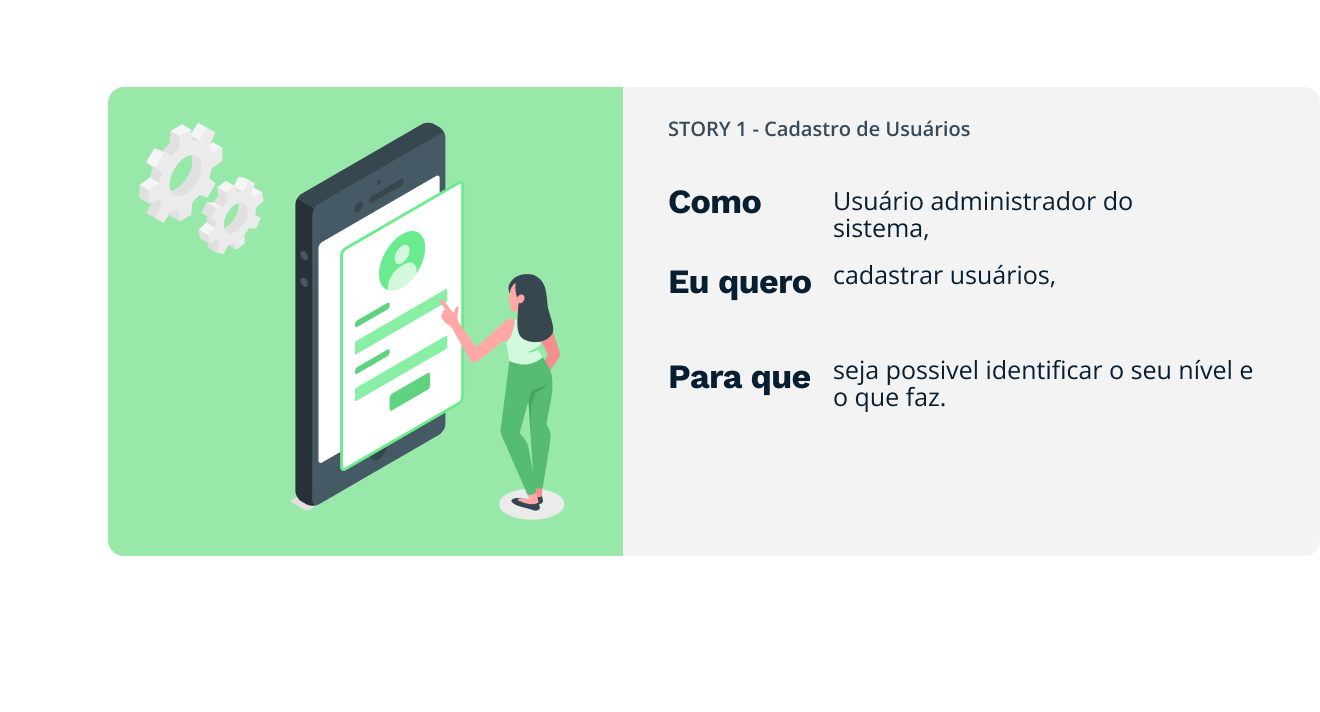 STORY 1 - Cadastro de Usuários
Como
Usuário administrador do
sistema,
Eu quero
cadastrar usuários,
Para que
seja possivel identificar o seu nível e
o que faz.